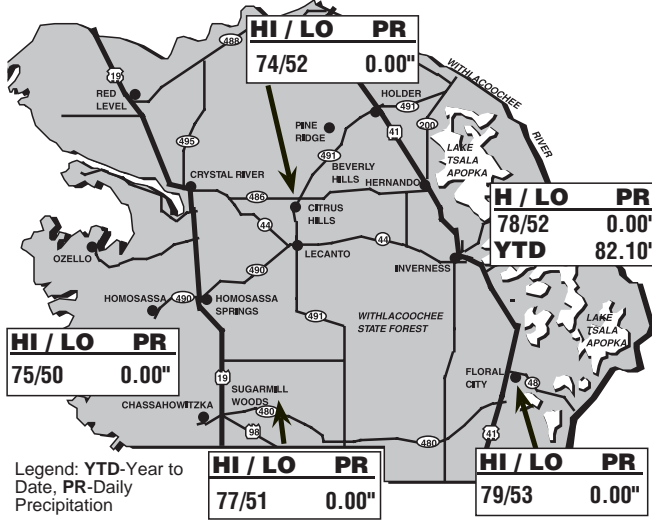 HI / LO PR
74/52 0.00"
488
19
RED
LEVEL
HOLDER
WITHLACOOCHEE
RIVER
491
41
200
PINE
RIDGE
495
491
BEVERLY
HILLS
LAKE
TSALA
APOPKA
CRYSTAL RIVER
HERNANDO
486
CITRUS
HILLS
H / LO PR
78/52 0.00"
YTD 82.10"
44
44
OZELLO
LECANTO
INVERNESS
490
HOMOSASSA
490
HOMOSASSA
SPRINGS
491
WITHLACOOCHEE
STATE FOREST
LAKE
TSALA
APOPKA
HI / LO PR
75/50 0.00"
19
SUGARMILL
WOODS
FLORAL
CITY
48
CHASSAHOWITZKA
480
98
480
41
Legend: YTD-Year to
Date, PR-Daily
Precipitation
HI / LO PR
77/51 0.00"
HI / LO PR
79/53 0.00"